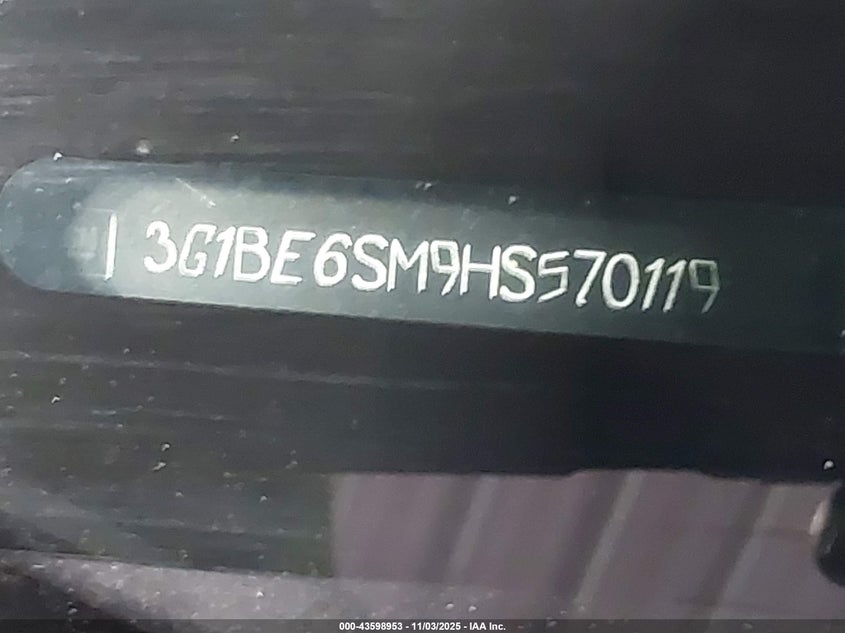 | 3G1BE6SM9HS570119
000-43598953 - 11/03/2025 - IAA Inc.